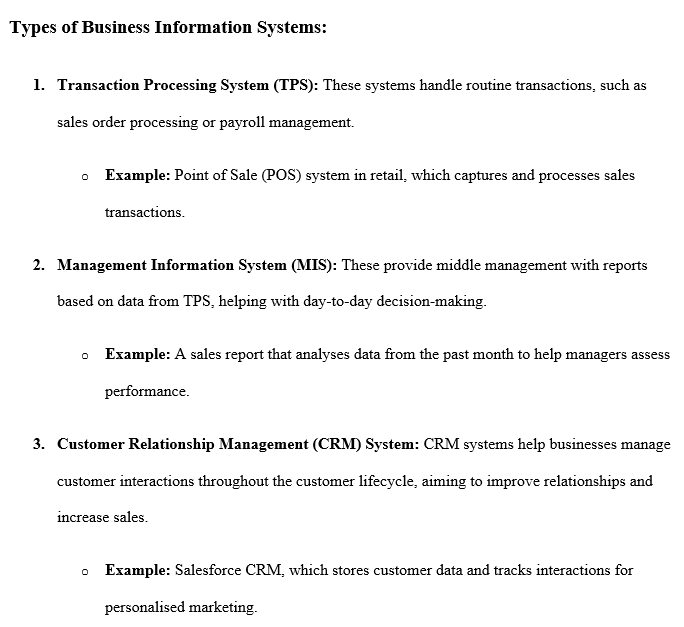 Types of Business Information Systems:
1. Transaction Processing System (TPS): These systems handle routine transactions, such as
sales order processing or payroll management.
o Example: Point of Sale (POS) system in retail, which captures and processes sales
transactions.
2. Management Information System (MIS): These provide middle management with reports
based on data from TPS, helping with day-to-day decision-making.
o Example: A sales report that analyses data from the past month to help managers assess
performance.
3. Customer Relationship Management (CRM) System: CRM systems help businesses manage
customer interactions throughout the customer lifecycle, aiming to improve relationships and
increase sales.
o Example: Salesforce CRM, which stores customer data and tracks interactions for
personalised marketing.